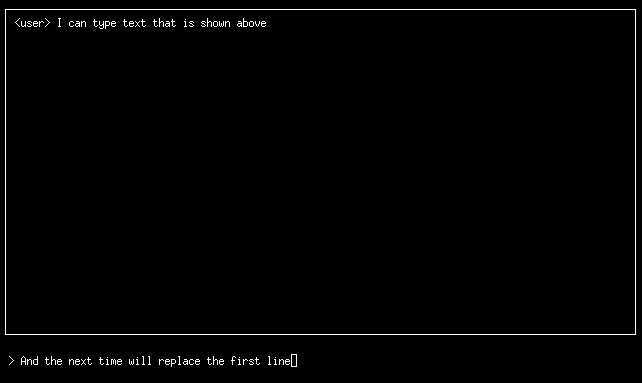 <user> I can type text that is shown above
> And the next time will replace the first line